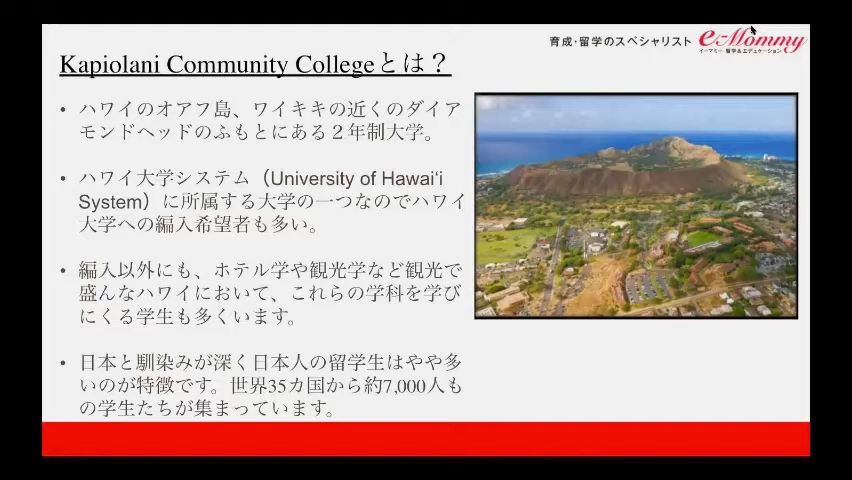 育成・留学のスペシャリスト e-Mommy
イーマミー 留学&エデュケーション
Kapiolani Community Collegeとは？
• ハワイのオアフ島、ワイキキの近くのダイア
モンドヘッドのふもとにある２年制大学。
• ハワイ大学システム（University of Hawai‘i
System）に所属する大学の一つなのでハワイ
大学への編入希望者も多い。
• 編入以外にも、ホテル学や観光学など観光で
盛んなハワイにおいて、これらの学科を学び
にくる学生も多くいます。
• 日本と馴染みが深く日本人の留学生はやや多
いのが特徴です。世界35カ国から約7,000人も
の学生たちが集まっています。